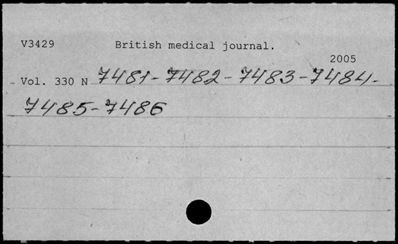 V3429 British medical journal.
2005
Vol. 330 N 7481-7482-7483-7484-
7485-7486